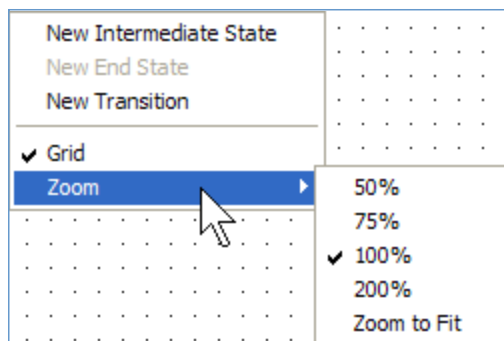 New Intermediate State
New End State
New Transition
Grid
Zoom
50%
75%
100%
200%
Zoom to Fit